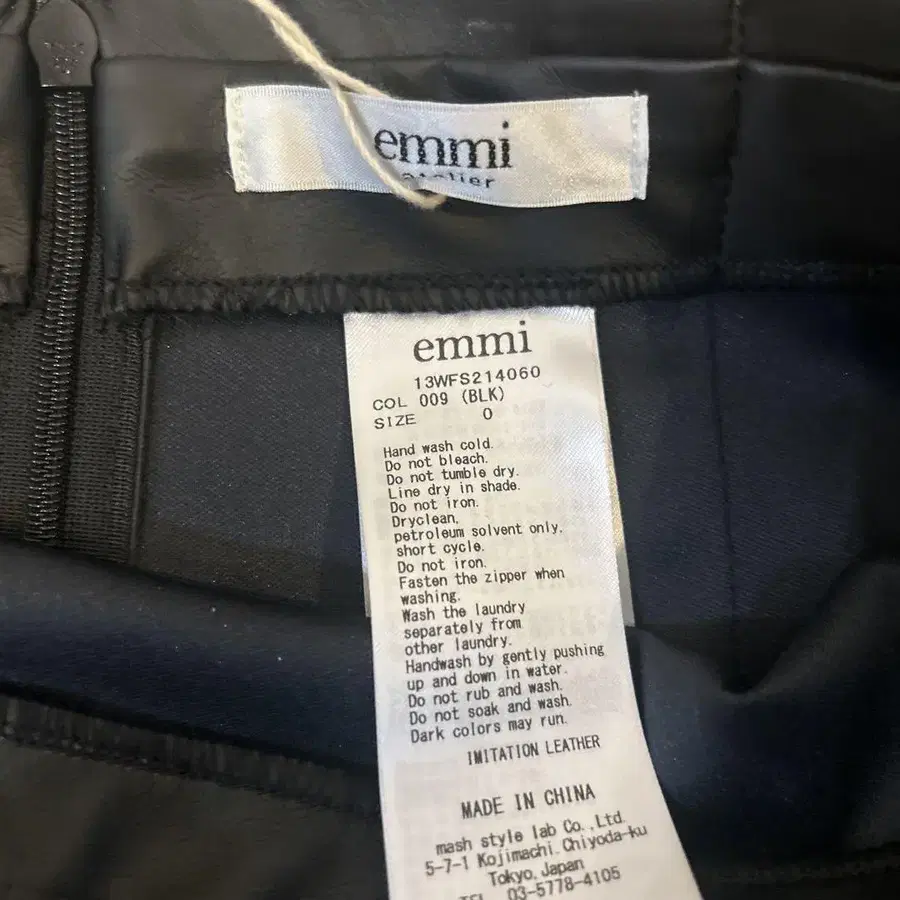 emmi
atelier
emmi
13WFS214060
COL 009 (BLK)
SIZE 0
Hand wash cold.
Do not bleach.
Do not tumble dry.
Line dry in shade.
Do not iron.
Dryclean,
petroleum solvent only,
short cycle.
Do not iron.
Fasten the zipper when
washing.
Wash the laundry
separately from
other laundry.
Handwash by gently pushing
up and down in water.
Do not rub and wash.
Do not soak and wash.
Dark colors may run.
IMITATION LEATHER
MADE IN CHINA
mash style lab Co.,Ltd.
5-7-1 Kojimachi.Chiyoda-ku
Tokyo, Japan
TEL 03-5778-4105